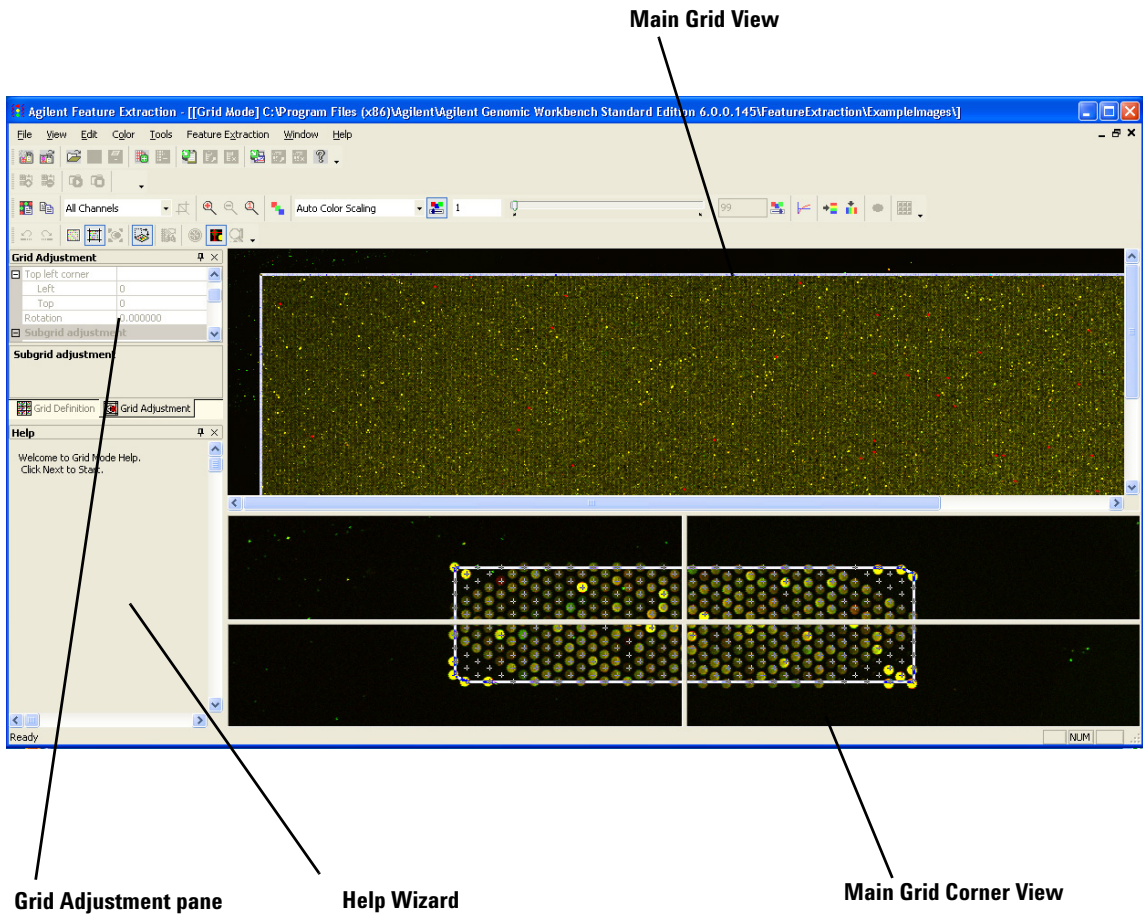 Main Grid View
Agilent Feature Extraction - [[Grid Mode] C:\Program Files (x86)\Agilent\Agilent Genomic Workbench Standard Edition 6.0.0.145\FeatureExtraction\ExampleImages\]
File View Edit Color Tools Feature Extraction Window Help
All Channels Auto Color Scaling 1 99
Grid Adjustment
Top left corner
Left 0
Top 0
Rotation 0.000000
Subgrid adjustment
Subgrid adjustment
Grid Definition Grid Adjustment
Help
Welcome to Grid Mode Help.
Click Next to Start.
Ready NUM
Grid Adjustment pane Help Wizard Main Grid Corner View